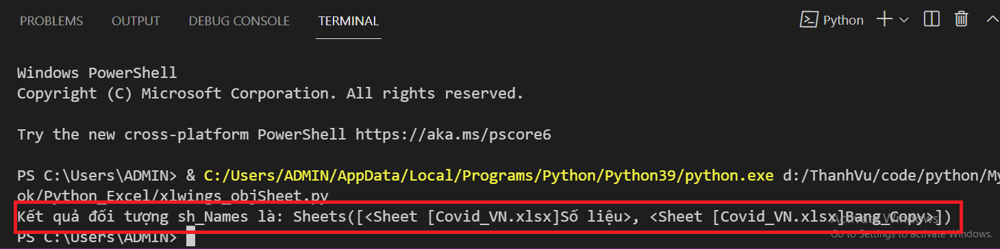 PROBLEMS OUTPUT DEBUG CONSOLE TERMINAL Python
Windows PowerShell
Copyright (C) Microsoft Corporation. All rights reserved.
Try the new cross-platform PowerShell https://aka.ms/pscore6
PS C:\Users\ADMIN> & C:/Users/ADMIN/AppData/Local/Programs/Python/Python39/python.exe d:/ThanhVu/code/python/My
ok/Python_Excel/xlwings_objSheet.py
Kết quả đối tượng sh_Names là: Sheets([<Sheet [Covid_VN.xlsx]Số liệu>, <Sheet [Covid_VN.xlsx]Bang_Copy>])
Activate Windows
PS C:\Users\ADMIN>
Go to Settings to activate Windows.